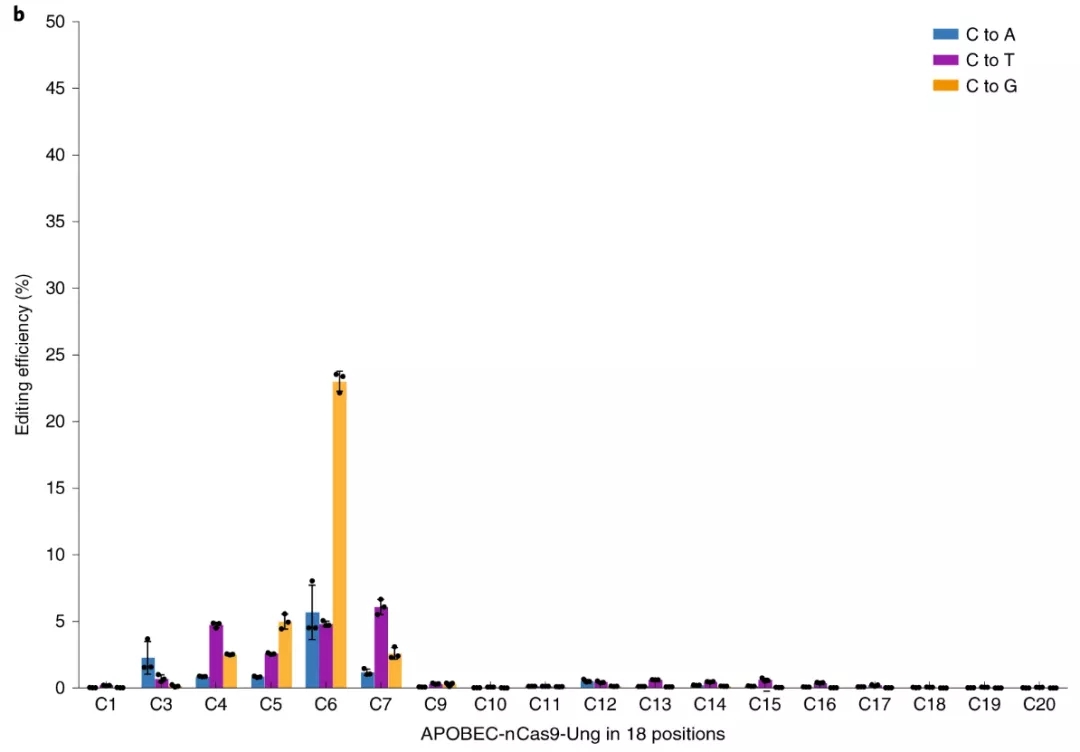 b
50
45
40
35
30
25
20
15
10
5
0
Editing efficiency (%)
C to A
C to T
C to G
C1 C3 C4 C5 C6 C7 C9 C10 C11 C12 C13 C14 C15 C16 C17 C18 C19 C20
APOBEC-nCas9-Ung in 18 positions